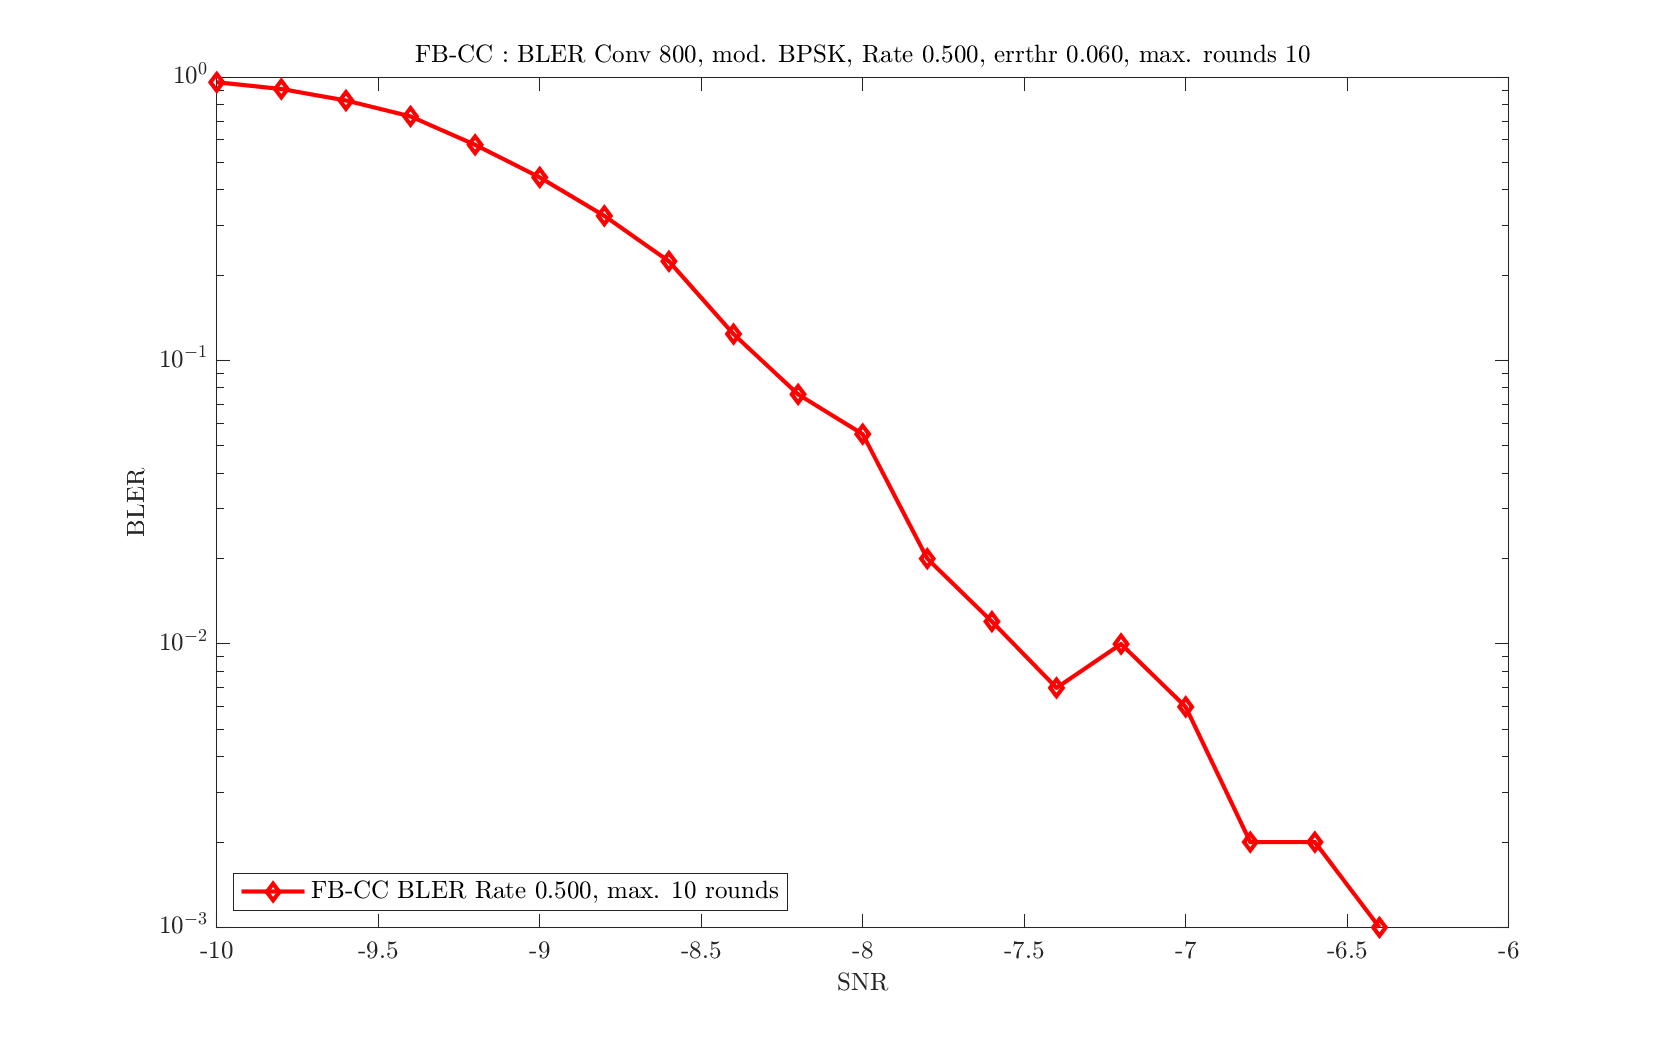 FB-CC : BLER Conv 800, mod. BPSK, Rate 0.500, errthr 0.060, max. rounds 10
10^0
10^-1
10^-2
10^-3
BLER
FB-CC BLER Rate 0.500, max. 10 rounds
-10 -9.5 -9 -8.5 -8 -7.5 -7 -6.5 -6
SNR